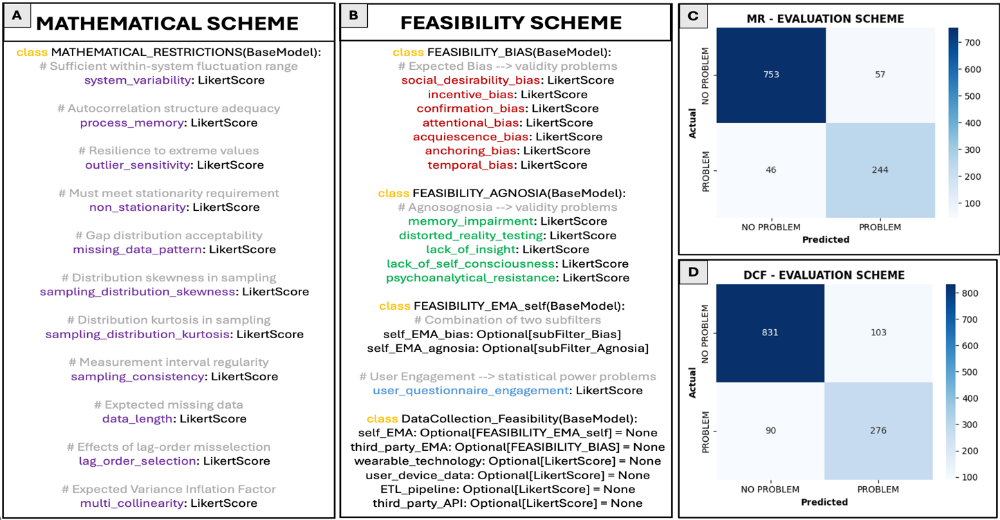 A
MATHEMATICAL SCHEME
class MATHEMATICAL_RESTRICTIONS(BaseModel):
# Sufficient within-system fluctuation range
system_variability: LikertScore
# Autocorrelation structure adequacy
process_memory: LikertScore
# Resilience to extreme values
outlier_sensitivity: LikertScore
# Must meet stationarity requirement
non_stationarity: LikertScore
# Gap distribution acceptability
missing_data_pattern: LikertScore
# Distribution skewness in sampling
sampling_distribution_skewness: LikertScore
# Distribution kurtosis in sampling
sampling_distribution_kurtosis: LikertScore
# Measurement interval regularity
sampling_consistency: LikertScore
# Exptected missing data
data_length: LikertScore
# Effects of lag-order misselection
lag_order_selection: LikertScore
# Expected Variance Inflation Factor
multi_collinearity: LikertScore
B
FEASIBILITY SCHEME
class FEASIBILITY_BIAS(BaseModel):
# Expected Bias --> validity problems
social_desirability_bias: LikertScore
incentive_bias: LikertScore
confirmation_bias: LikertScore
attentional_bias: LikertScore
acquiescence_bias: LikertScore
anchoring_bias: LikertScore
temporal_bias: LikertScore
class FEASIBILITY_AGNOSIA(BaseModel):
# Agnosognosia --> validity problems
memory_impairment: LikertScore
distorted_reality_testing: LikertScore
lack_of_insight: LikertScore
lack_of_self_consciousness: LikertScore
psychoanalytical_resistance: LikertScore
class FEASIBILITY_EMA_self(BaseModel):
# Combination of two subfilters
self_EMA_bias: Optional[subFilter_Bias]
self_EMA_agnosia: Optional[subFilter_Agnosia]
# User Engagement --> statistical power problems
user_questionnaire_engagement: LikertScore
class DataCollection_Feasibility(BaseModel):
self_EMA: Optional[FEASIBILITY_EMA_self] = None
third_party_EMA: Optional[FEASIBILITY_BIAS] = None
wearable_technology: Optional[LikertScore] = None
user_device_data: Optional[LikertScore] = None
ETL_pipeline: Optional[LikertScore] = None
third_party_API: Optional[LikertScore] = None
C
MR - EVALUATION SCHEME
Actual
NO PROBLEM
PROBLEM
753
57
46
244
NO PROBLEM
PROBLEM
Predicted
700
600
500
400
300
200
100
D
DCF - EVALUATION SCHEME
Actual
NO PROBLEM
PROBLEM
831
103
90
276
NO PROBLEM
PROBLEM
Predicted
800
700
600
500
400
300
200
100